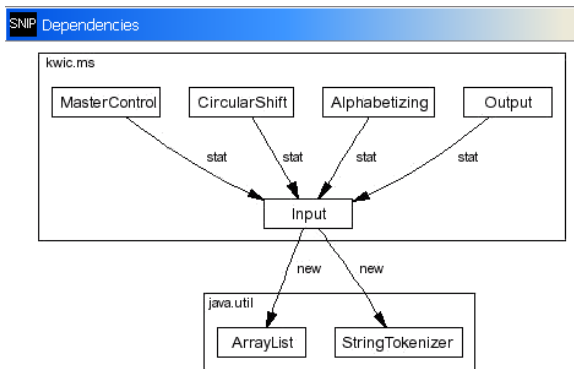 SNIP Dependencies
kwic.ms
MasterControl CircularShift Alphabetizing Output
stat stat stat stat
Input
new new
java.util
ArrayList StringTokenizer